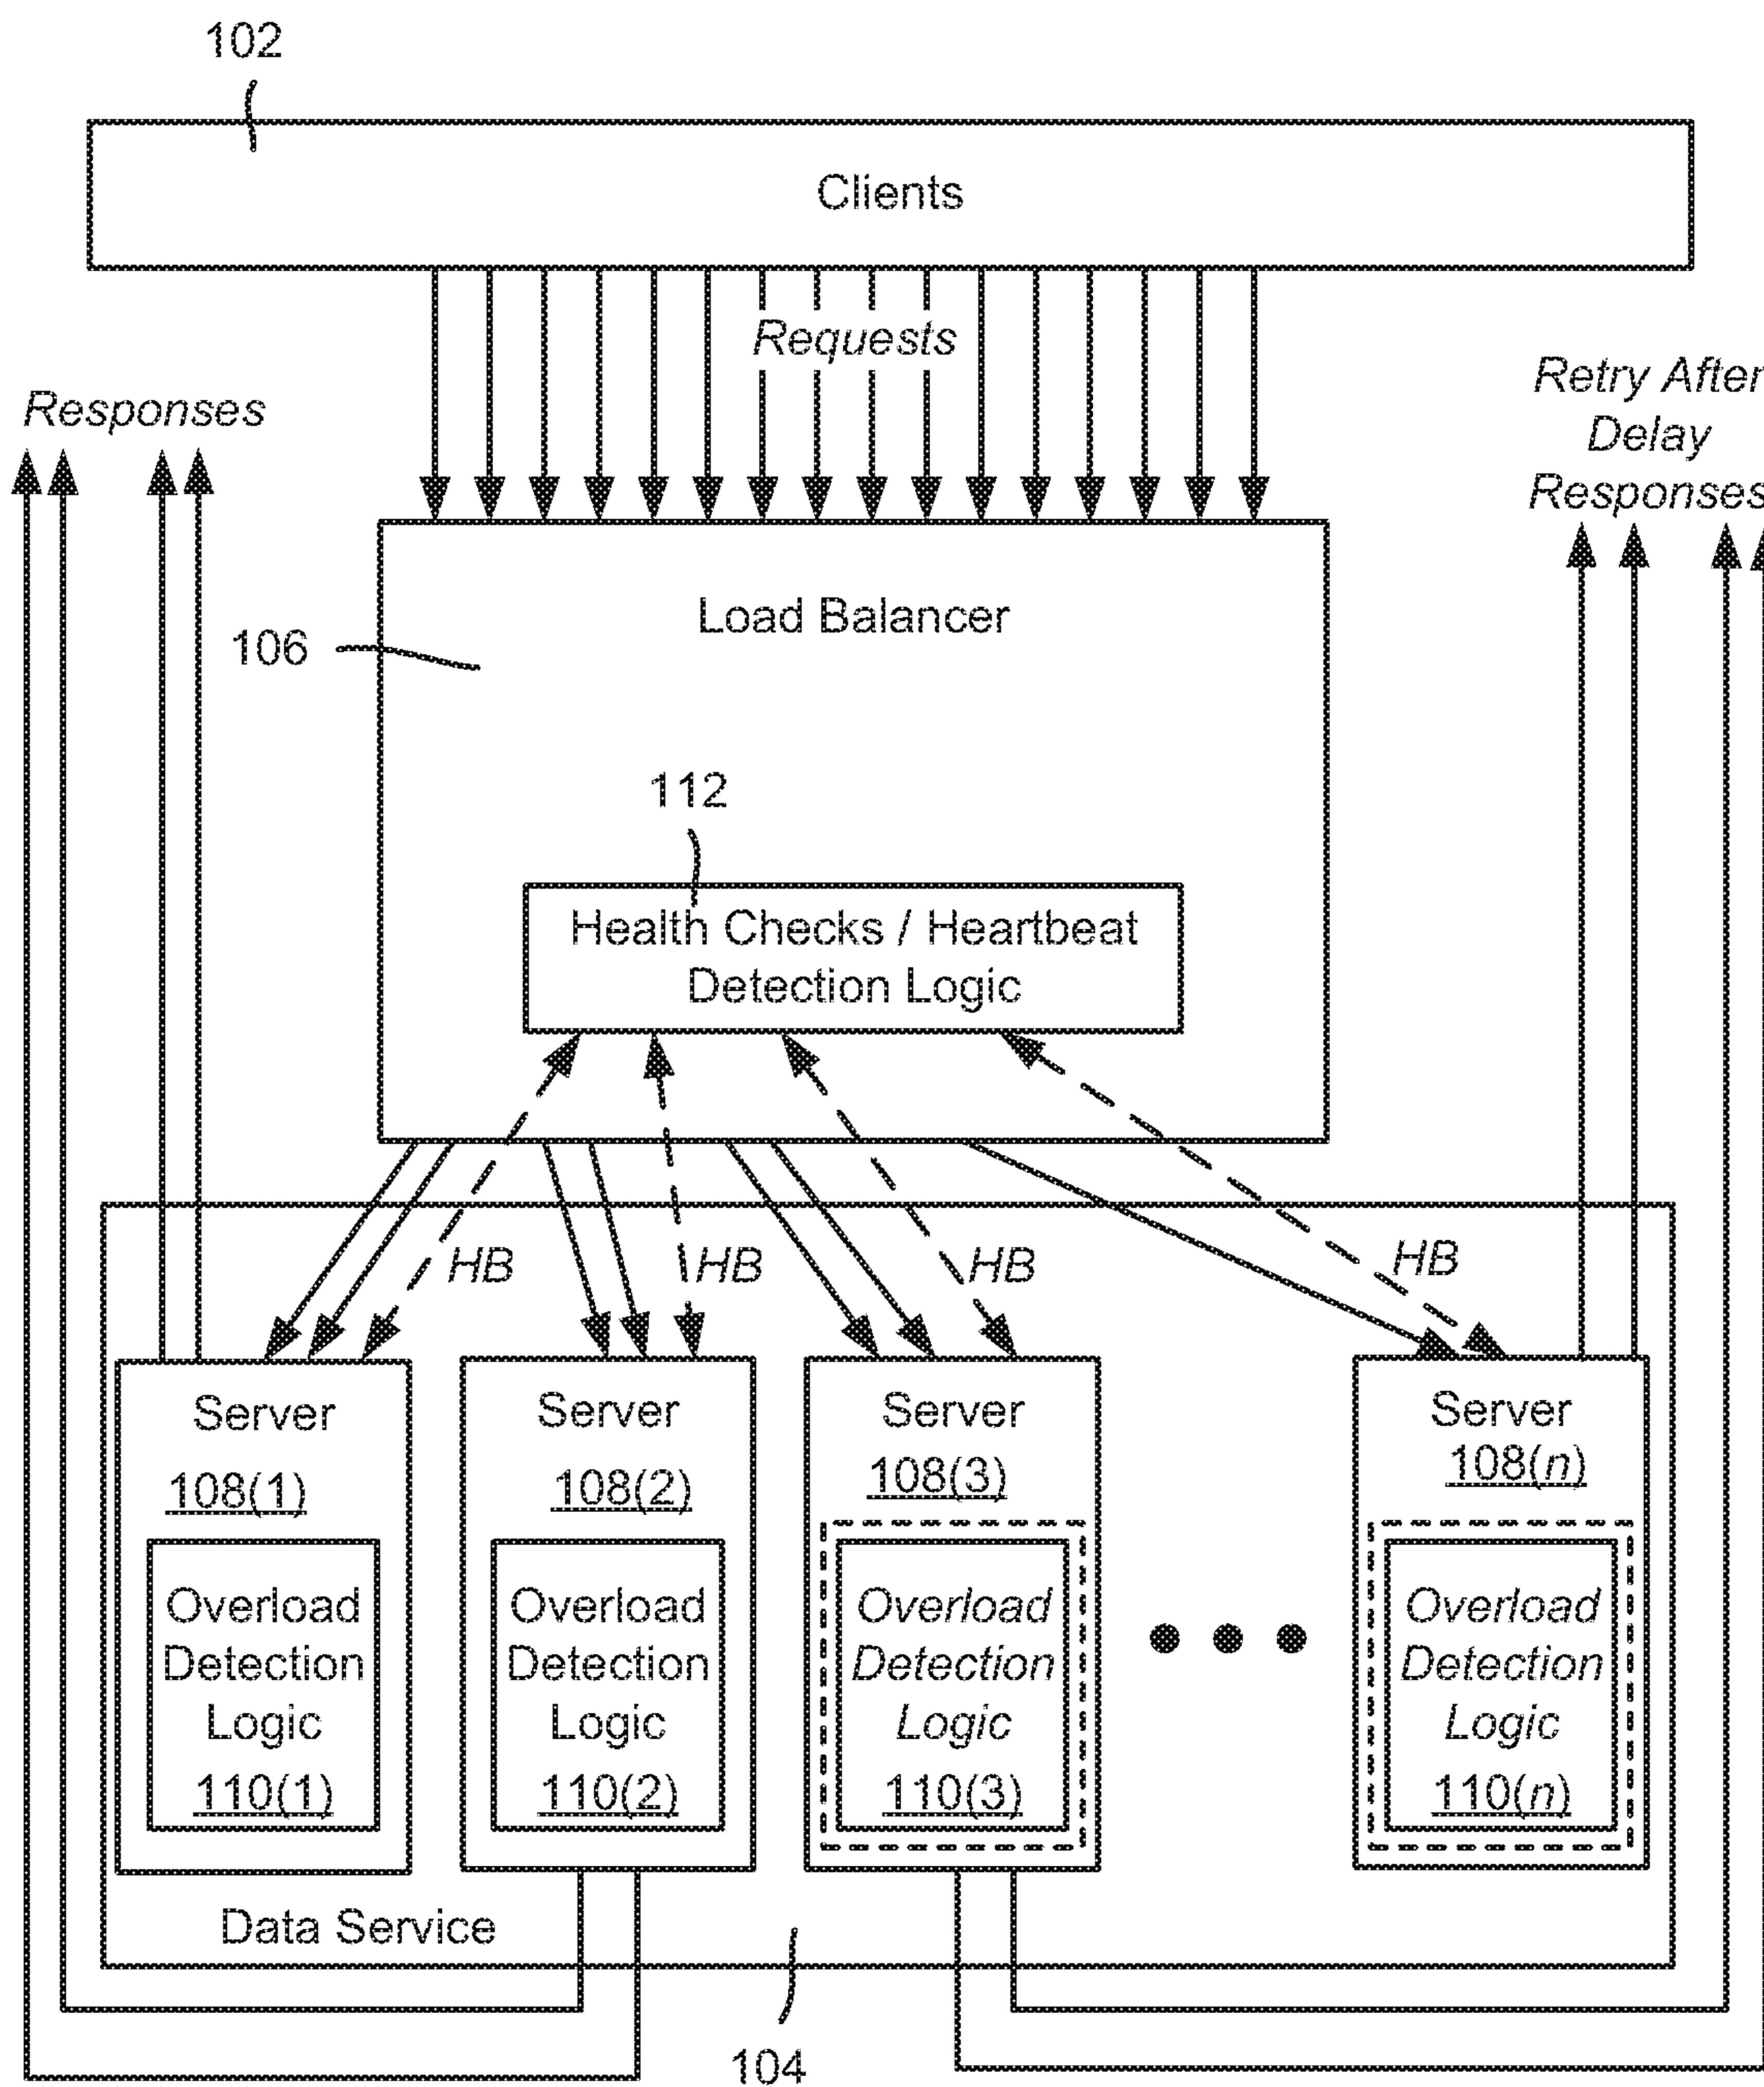 102
Clients
Requests
Responses
Retry After
Delay
Responses
Load Balancer
106
112
Health Checks / Heartbeat
Detection Logic
HB
HB
HB
HB
Server
108(1)
Overload
Detection
Logic
110(1)
Server
108(2)
Overload
Detection
Logic
110(2)
Server
108(3)
Overload
Detection
Logic
110(3)
Server
108(n)
Overload
Detection
Logic
110(n)
Data Service
104